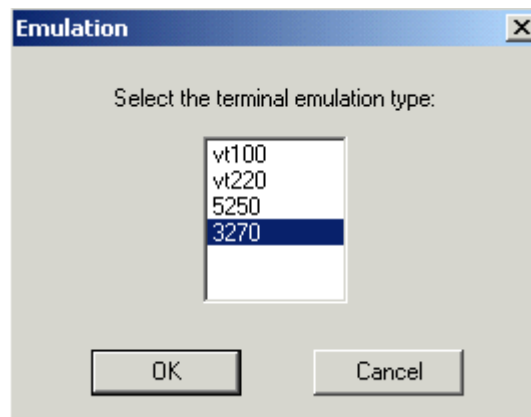 Emulation
Select the terminal emulation type:
vt100
vt220
5250
3270
OK Cancel